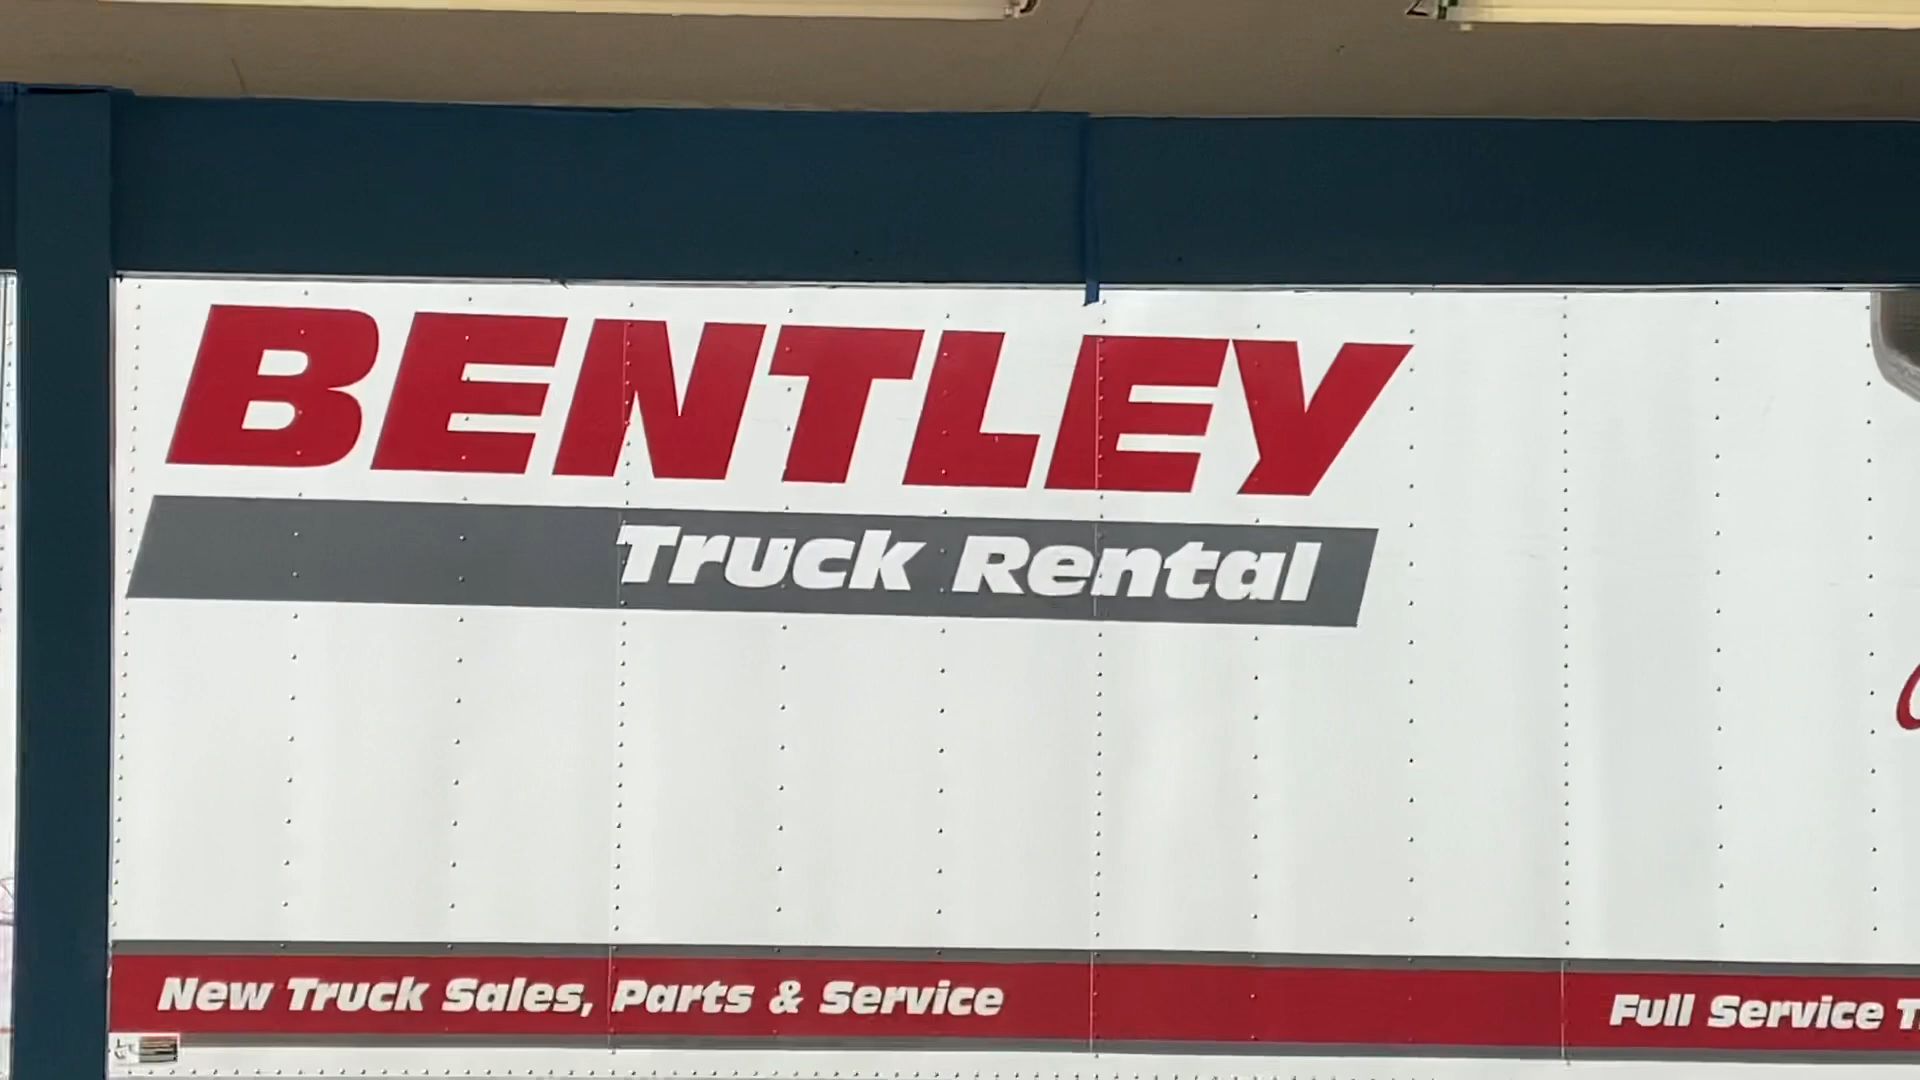 BENTLEY
Truck Rental
New Truck Sales, Parts & Service
Full Service